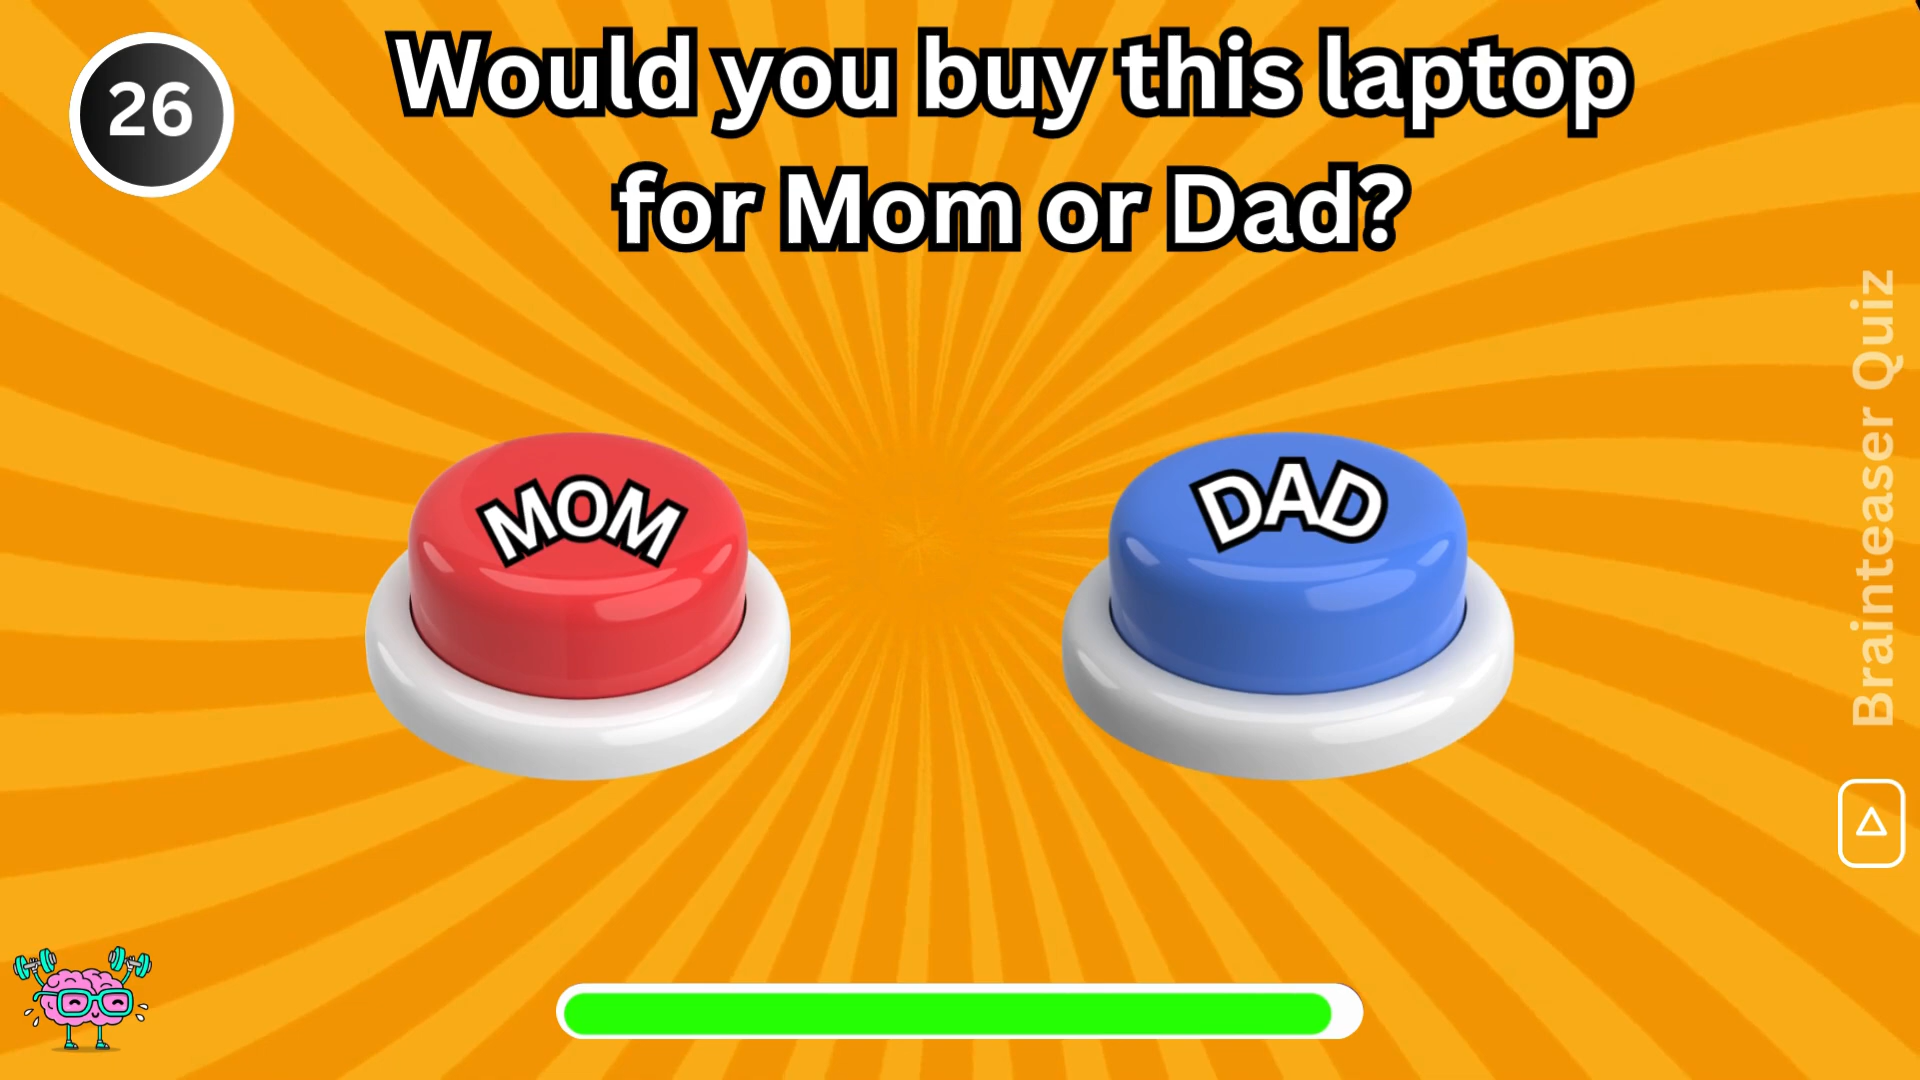 26
Would you buy this laptop
for Mom or Dad?
MOM
DAD
Brainteaser Quiz